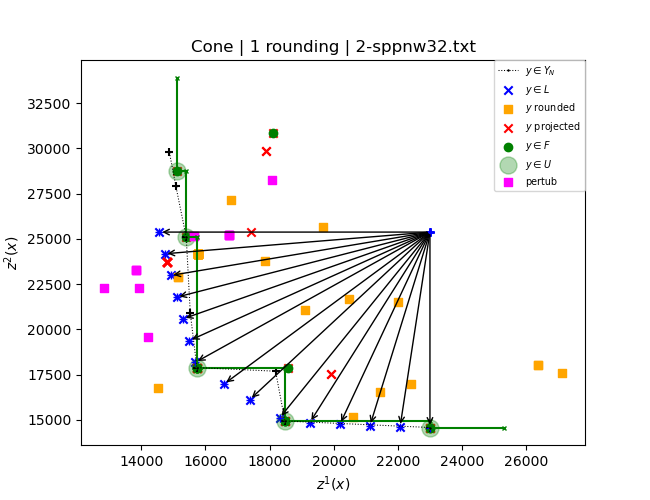 Cone | 1 rounding | 2-sppnw32.txt
y ∈ Y_N
y ∈ L
y rounded
y projected
y ∈ F
y ∈ U
pertub
z²(x)
32500
30000
27500
25000
22500
20000
17500
15000
14000 16000 18000 20000 22000 24000 26000
z¹(x)